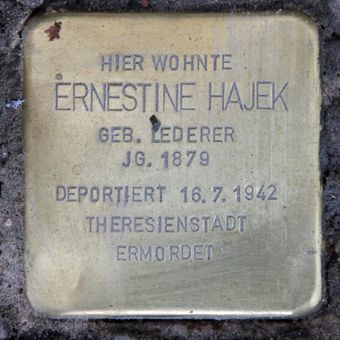 HIER WOHNTE
ERNESTINE HAJEK
GEB. LEDERER
JG. 1879
DEPORTIERT 16.7.1942
THERESIENSTADT
ERMORDET